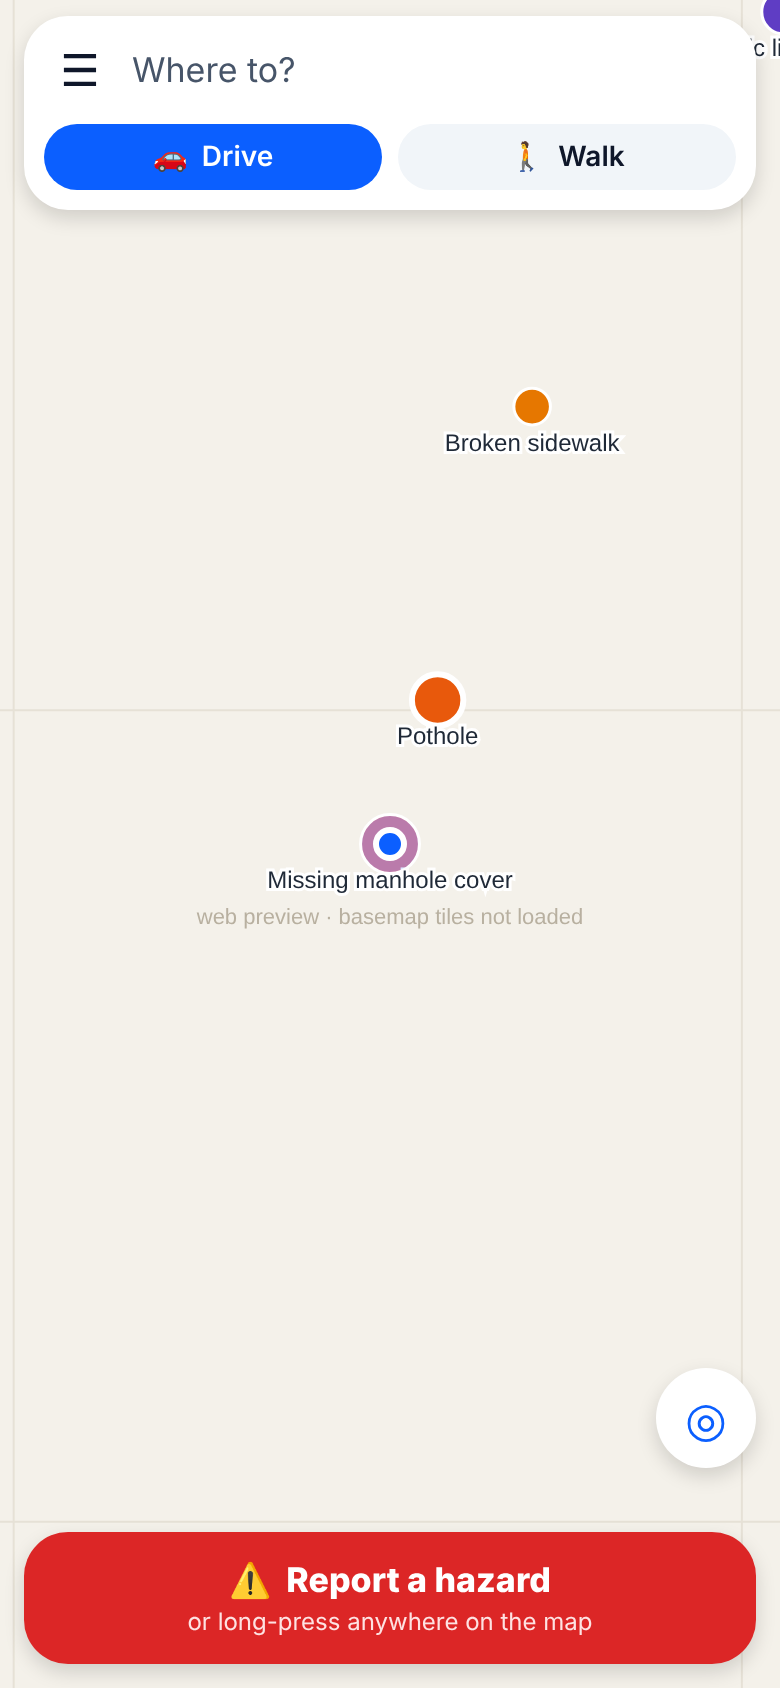 Where to?
c li
🚗 Drive
🚶 Walk
Broken sidewalk
Pothole
Missing manhole cover
web preview · basemap tiles not loaded
⚠️ Report a hazard
or long-press anywhere on the map